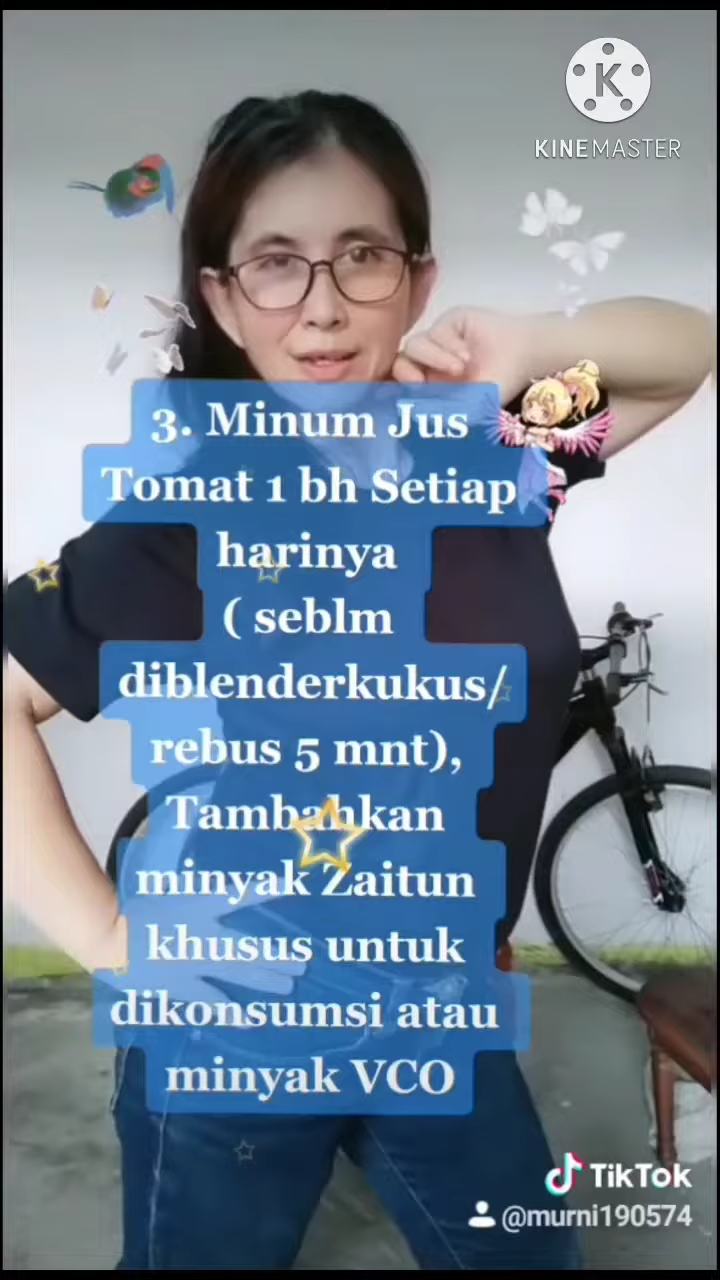 KINEMASTER
3. Minum Jus
Tomat 1 bh Setiap
harinya
( seblm
diblenderkukus/
rebus 5 mnt),
Tambahkan
minyak Zaitun
khusus untuk
dikonsumsi atau
minyak VCO
TikTok
@murni190574